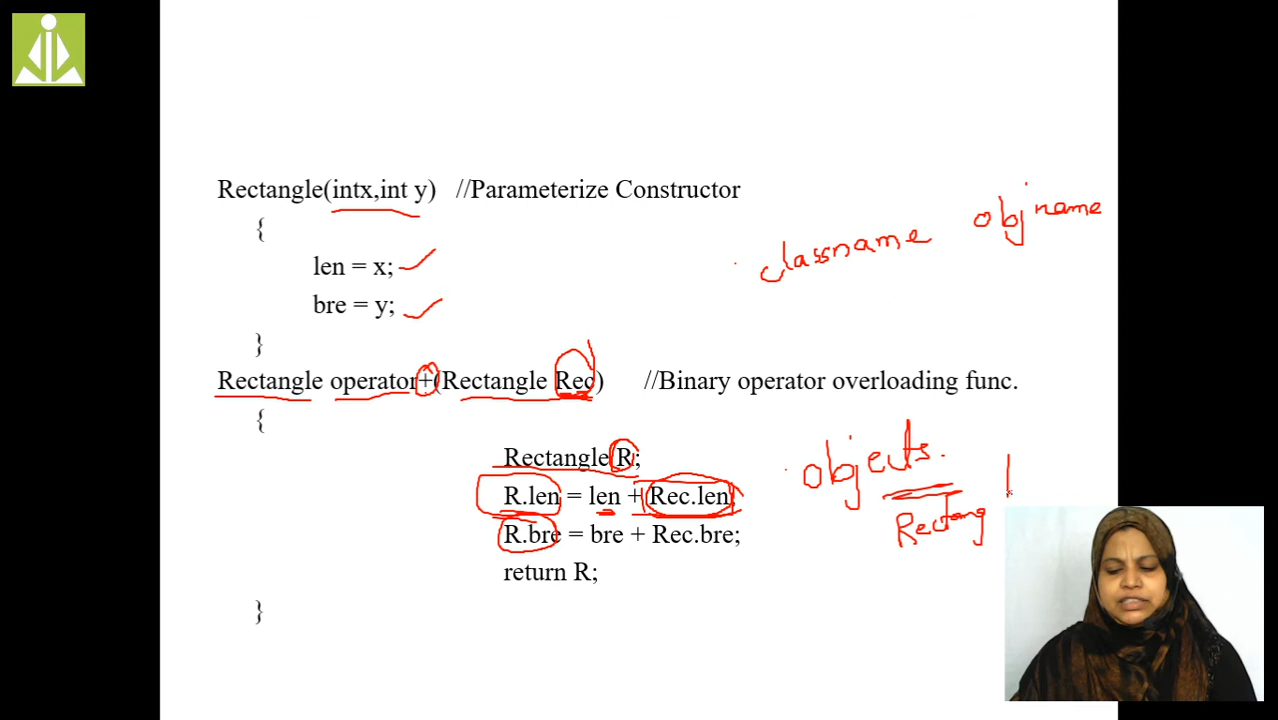 Rectangle(intx,int y) //Parameterize Constructor
{
len = x;
bre = y;
}
classname objname
Rectangle operator+(Rectangle Rec) //Binary operator overloading func.
{
Rectangle R;
R.len = len + Rec.len;
R.bre = bre + Rec.bre;
return R;
}
objects.
Rectang